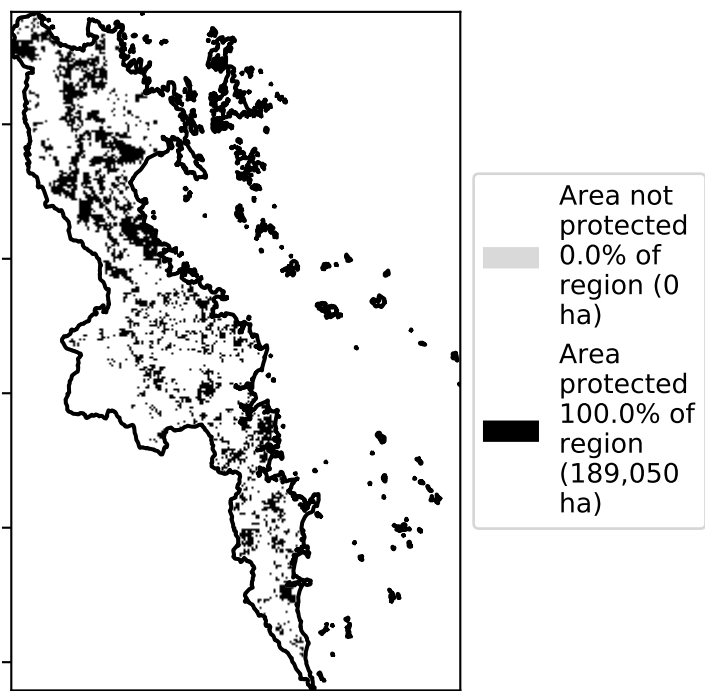 Area not
protected
0.0% of
region (0
ha)
Area
protected
100.0% of
region
(189,050
ha)